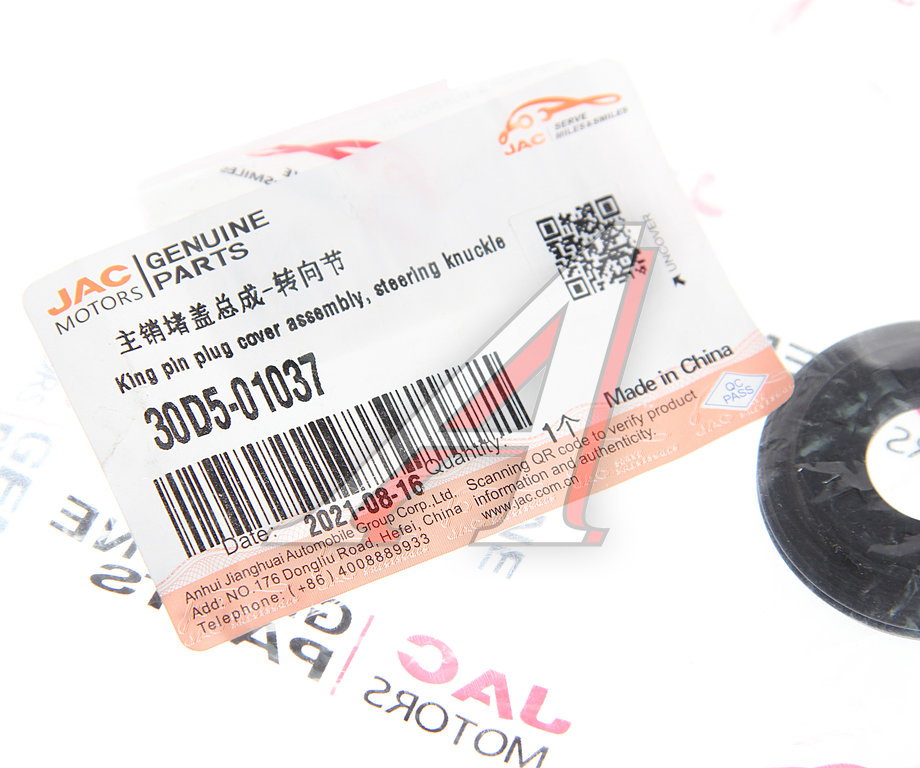 JAC
SERVE
MILES & SMILES
JAC
MOTORS
GENUINE
PARTS
UNCOVER
主销堵盖总成-转向节
King pin plug cover assembly, steering knuckle
30D5-01037
Made in China
QC
PASS
Quantity: 1个
Date: 2021-08-16
Scanning QR code to verify product
information and authenticity.
www.jac.com.cn
Anhui Jianghuai Automobile Group Corp., Ltd.
Add: NO.176 Dongliu Road, Hefei, China
Telephone: (+86) 4008889933
JAC
MOTORS